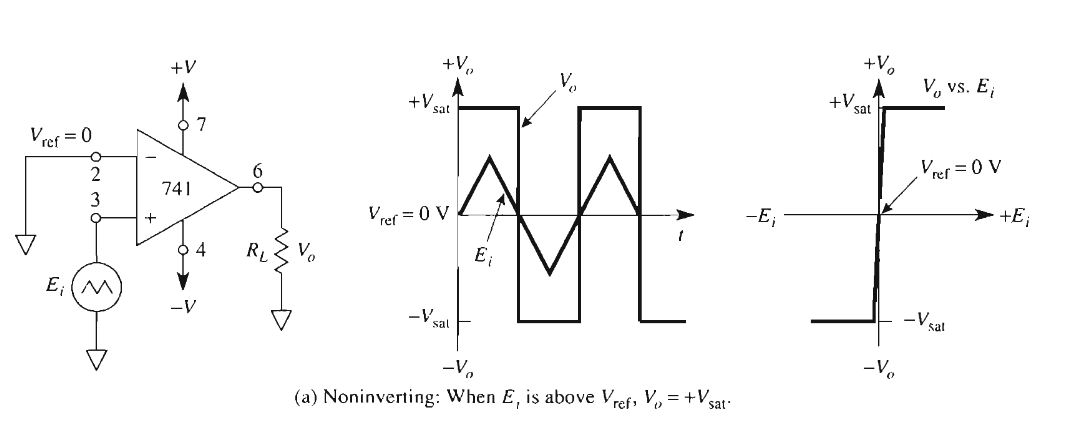 +V
V_ref = 0
7
−
2
741
6
3
+
4
E_i
R_L
V_o
−V
+V_o
+V_sat
V_o
V_ref = 0 V
E_i
t
−V_sat
−V_o
+V_o
+V_sat
V_o vs. E_i
V_ref = 0 V
−E_i
+E_i
−V_sat
−V_o
(a) Noninverting: When E_i is above V_ref, V_o = +V_sat.